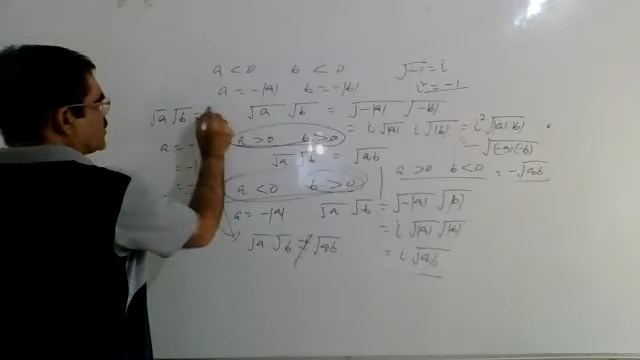 a < 0 b < 0 √-1 = i
i² = -1
a = -|a| b = -|b|
√a √b = √a √b = √-|a| √-|b|
= i √|a| i √|b| = i² √|a| |b|
a > 0 b > 0
a = -
√a √b = √ab
= -√(-a)(-b)
= -√ab
a > 0 b < 0
a < 0 b > 0
a = -|a| √a √b = √-|a| √|b|
= i √|a| √|b|
√a √b ≠ √ab
= i √ab